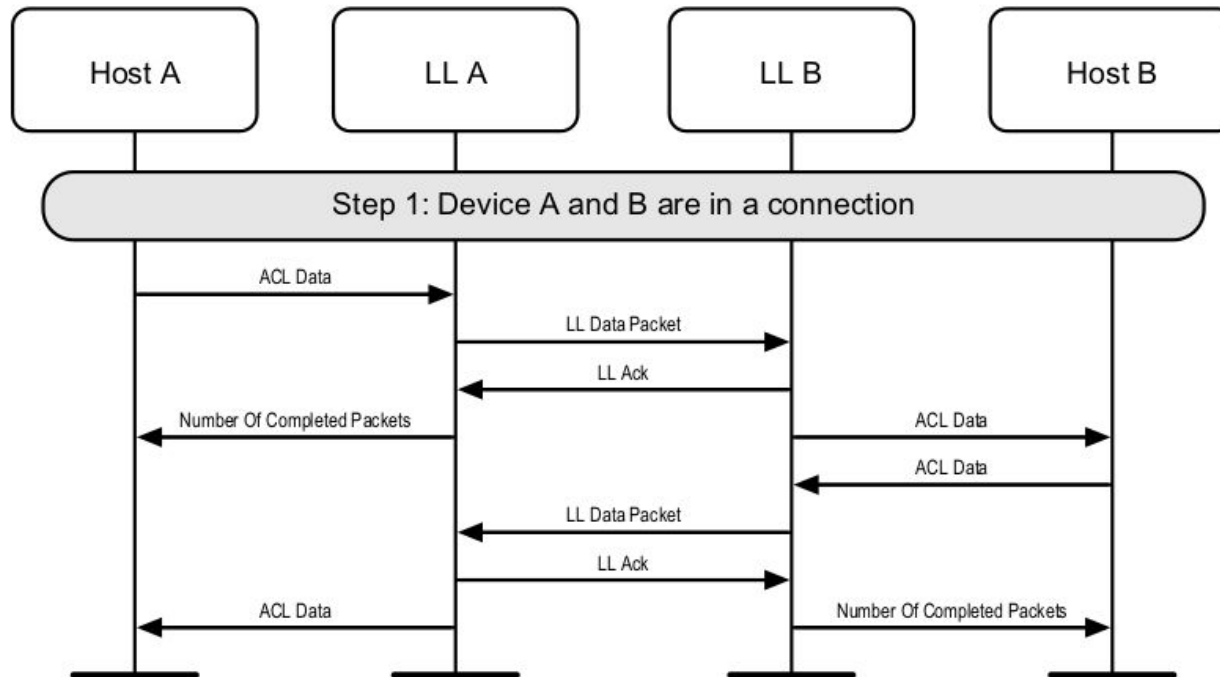 Host A
LL A
LL B
Host B
Step 1: Device A and B are in a connection
ACL Data
LL Data Packet
LL Ack
Number Of Completed Packets
ACL Data
ACL Data
LL Data Packet
LL Ack
ACL Data
Number Of Completed Packets